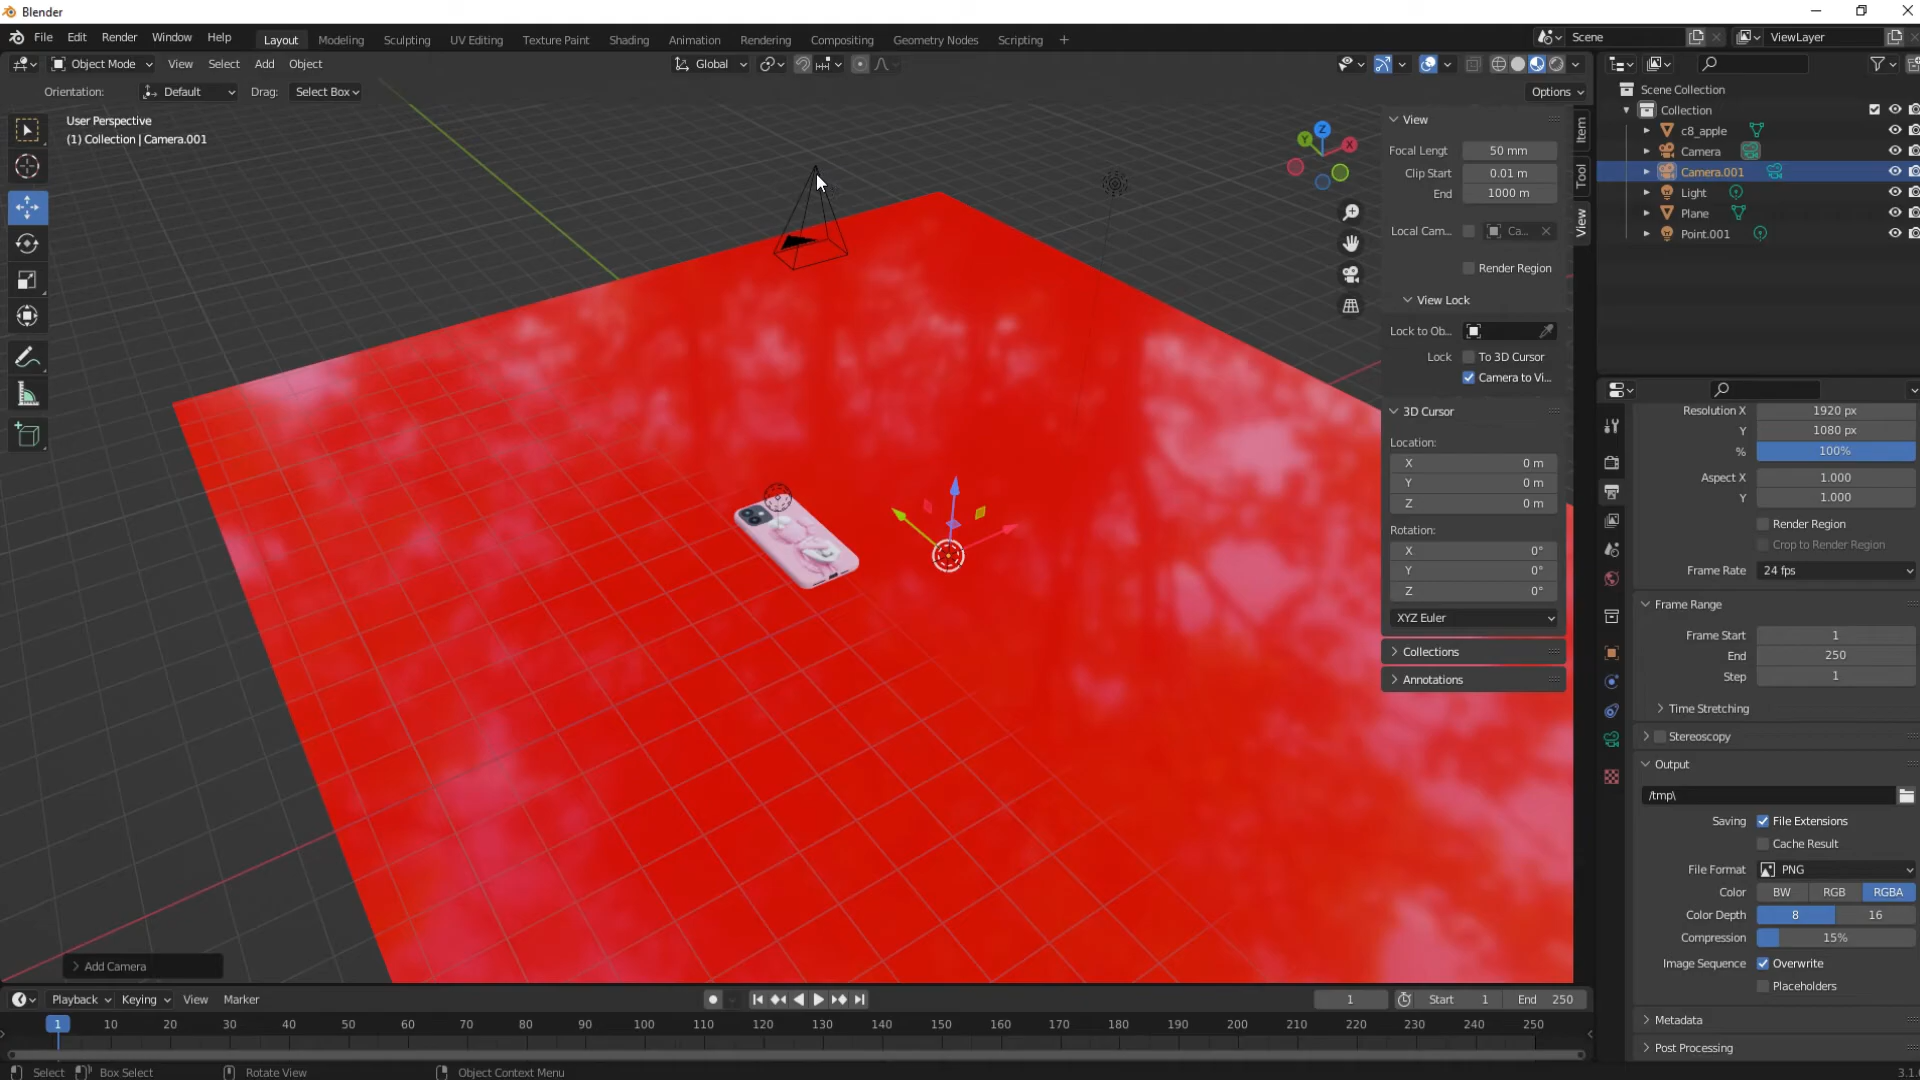 Blender
File Edit Render Window Help Layout Modeling Sculpting UV Editing Texture Paint Shading Animation Rendering Compositing Geometry Nodes Scripting + Scene ViewLayer
Object Mode View Select Add Object Global
Orientation: Default Drag: Select Box Options
User Perspective
(1) Collection | Camera.001
Z
Y
X
View
Focal Lengt 50 mm
Clip Start 0.01 m
End 1000 m
Local Cam... Ca...
Render Region
View Lock
Lock to Ob...
Lock To 3D Cursor
Camera to Vi...
3D Cursor
Location:
X 0 m
Y 0 m
Z 0 m
Rotation:
X 0°
Y 0°
Z 0°
XYZ Euler
Collections
Annotations
Item
Tool
View
Scene Collection
Collection
c8_apple
Camera
Camera.001
Light
Plane
Point.001
Resolution X 1920 px
Y 1080 px
% 100%
Aspect X 1.000
Y 1.000
Render Region
Crop to Render Region
Frame Rate 24 fps
Frame Range
Frame Start 1
End 250
Step 1
Time Stretching
Stereoscopy
Output
/tmp\
Saving File Extensions
Cache Result
File Format PNG
Color BW RGB RGBA
Color Depth 8 16
Compression 15%
Image Sequence Overwrite
Placeholders
Metadata
Post Processing
Add Camera
Playback Keying View Marker 1 Start 1 End 250
1 10 20 30 40 50 60 70 80 90 100 110 120 130 140 150 160 170 180 190 200 210 220 230 240 250
Select Box Select Rotate View Object Context Menu